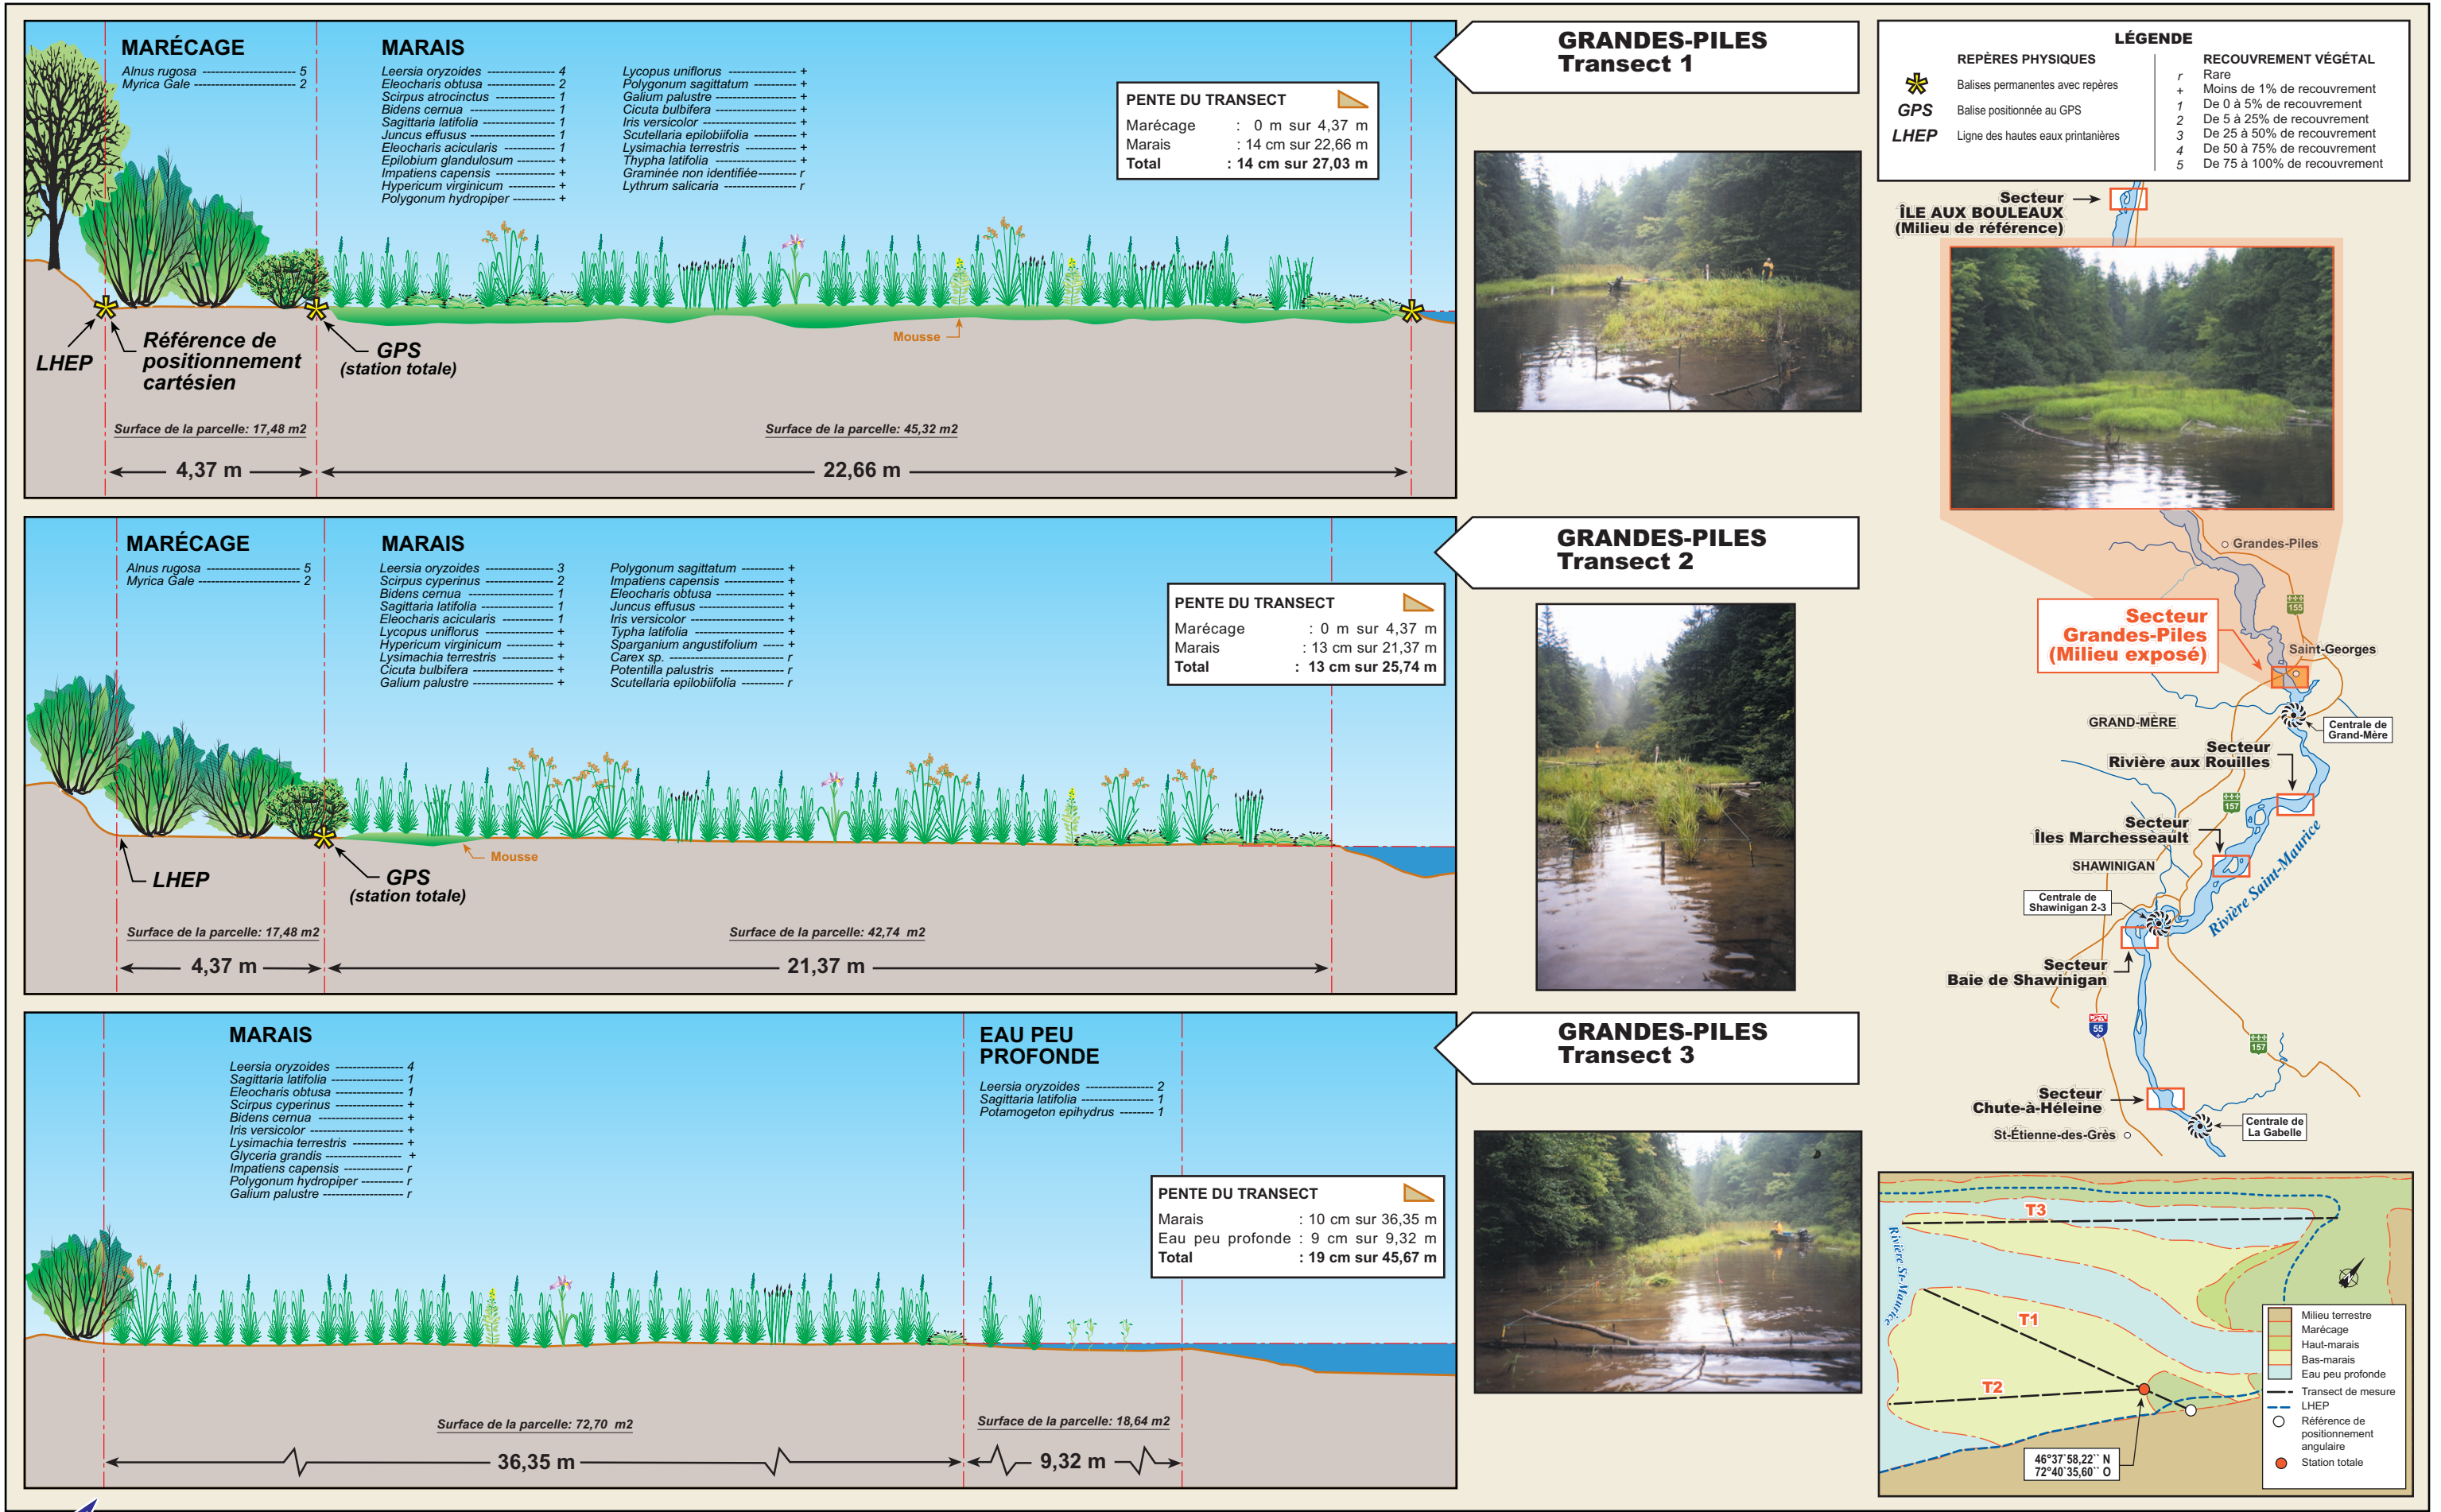 MARÉCAGE
Alnus rugosa ---------------------- 5
Myrica Gale ------------------------ 2
MARAIS
Leersia oryzoides ---------------- 4
Eleocharis obtusa --------------- 2
Scirpus atrocinctus ------------- 1
Bidens cernua -------------------- 1
Sagittaria latifolia ---------------- 1
Juncus effusus ------------------- 1
Eleocharis acicularis ----------- 1
Epilobium glandulosum --------- +
Impatiens capensis -------------- +
Hypericum virginicum ----------- +
Polygonum hydropiper ---------- +
Lycopus uniflorus ---------------- +
Polygonum sagittatum ---------- +
Galium palustre ------------------- +
Cicuta bulbifera ------------------- +
Iris versicolor ---------------------- +
Scutellaria epilobiifolia ----------- +
Lysimachia terrestris ------------ +
Thypha latifolia -------------------- +
Graminée non identifiée--------- r
Lythrum salicaria ------------------ r
PENTE DU TRANSECT
Marécage : 0 m sur 4,37 m
Marais : 14 cm sur 22,66 m
Total : 14 cm sur 27,03 m
Mousse
LHEP
Référence de
positionnement
cartésien
GPS
(station totale)
Surface de la parcelle: 17,48 m2
Surface de la parcelle: 45,32 m2
4,37 m
22,66 m
GRANDES-PILES
Transect 1
MARÉCAGE
Alnus rugosa ---------------------- 5
Myrica Gale ------------------------ 2
MARAIS
Leersia oryzoides ---------------- 3
Scirpus cyperinus --------------- 2
Bidens cernua -------------------- 1
Sagittaria latifolia ---------------- 1
Eleocharis acicularis ----------- 1
Lycopus uniflorus ---------------- +
Hypericum virginicum ----------- +
Lysimachia terrestris ------------ +
Cicuta bulbifera ------------------- +
Galium palustre ------------------- +
Polygonum sagittatum ---------- +
Impatiens capensis -------------- +
Eleocharis obtusa --------------- +
Juncus effusus ------------------- +
Iris versicolor ---------------------- +
Typha latifolia --------------------- +
Sparganium angustifolium ----- +
Carex sp. -------------------------- r
Potentilla palustris --------------- r
Scutellaria epilobiifolia ---------- r
PENTE DU TRANSECT
Marécage : 0 m sur 4,37 m
Marais : 13 cm sur 21,37 m
Total : 13 cm sur 25,74 m
Mousse
LHEP
GPS
(station totale)
Surface de la parcelle: 17,48 m2
Surface de la parcelle: 42,74 m2
4,37 m
21,37 m
GRANDES-PILES
Transect 2
MARAIS
Leersia oryzoides ---------------- 4
Sagittaria latifolia ---------------- 1
Eleocharis obtusa --------------- 1
Scirpus cyperinus --------------- +
Bidens cernua -------------------- +
Iris versicolor ---------------------- +
Lysimachia terrestris ------------ +
Glyceria grandis ------------------ +
Impatiens capensis -------------- r
Polygonum hydropiper ---------- r
Galium palustre ------------------- r
EAU PEU
PROFONDE
Leersia oryzoides ---------------- 2
Sagittaria latifolia ---------------- 1
Potamogeton epihydrus -------- 1
PENTE DU TRANSECT
Marais : 10 cm sur 36,35 m
Eau peu profonde : 9 cm sur 9,32 m
Total : 19 cm sur 45,67 m
Surface de la parcelle: 72,70 m2
Surface de la parcelle: 18,64 m2
36,35 m
9,32 m
GRANDES-PILES
Transect 3
LÉGENDE
REPÈRES PHYSIQUES
Balises permanentes avec repères
GPS Balise positionnée au GPS
LHEP Ligne des hautes eaux printanières
RECOUVREMENT VÉGÉTAL
r Rare
+ Moins de 1% de recouvrement
1 De 0 à 5% de recouvrement
2 De 5 à 25% de recouvrement
3 De 25 à 50% de recouvrement
4 De 50 à 75% de recouvrement
5 De 75 à 100% de recouvrement
Secteur
ÎLE AUX BOULEAUX
(Milieu de référence)
Grandes-Piles
155
Secteur
Grandes-Piles
(Milieu exposé)
Saint-Georges
GRAND-MÈRE
Centrale de
Grand-Mère
Secteur
Rivière aux Rouilles
157
Secteur
Îles Marchesseault
SHAWINIGAN
Rivière Saint-Maurice
Centrale de
Shawinigan 2-3
Secteur
Baie de Shawinigan
55
157
Secteur
Chute-à-Héleine
St-Étienne-des-Grès
Centrale de
La Gabelle
T3
Rivière St-Maurice
T1
T2
N
46°37`58,22`` N
72°40`35,60`` O
Milieu terrestre
Marécage
Haut-marais
Bas-marais
Eau peu profonde
Transect de mesure
LHEP
Référence de
positionnement
angulaire
Station totale